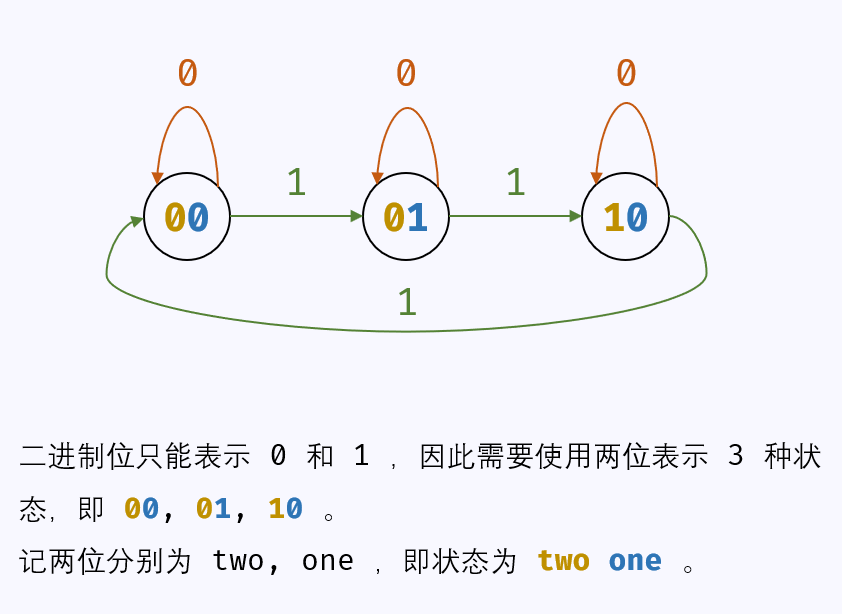 0 0 0
1 1
00 01 10
1
二进制位只能表示 0 和 1 ，因此需要使用两位表示 3 种状
态，即 00, 01, 10 。
记两位分别为 two, one ，即状态为 two one 。